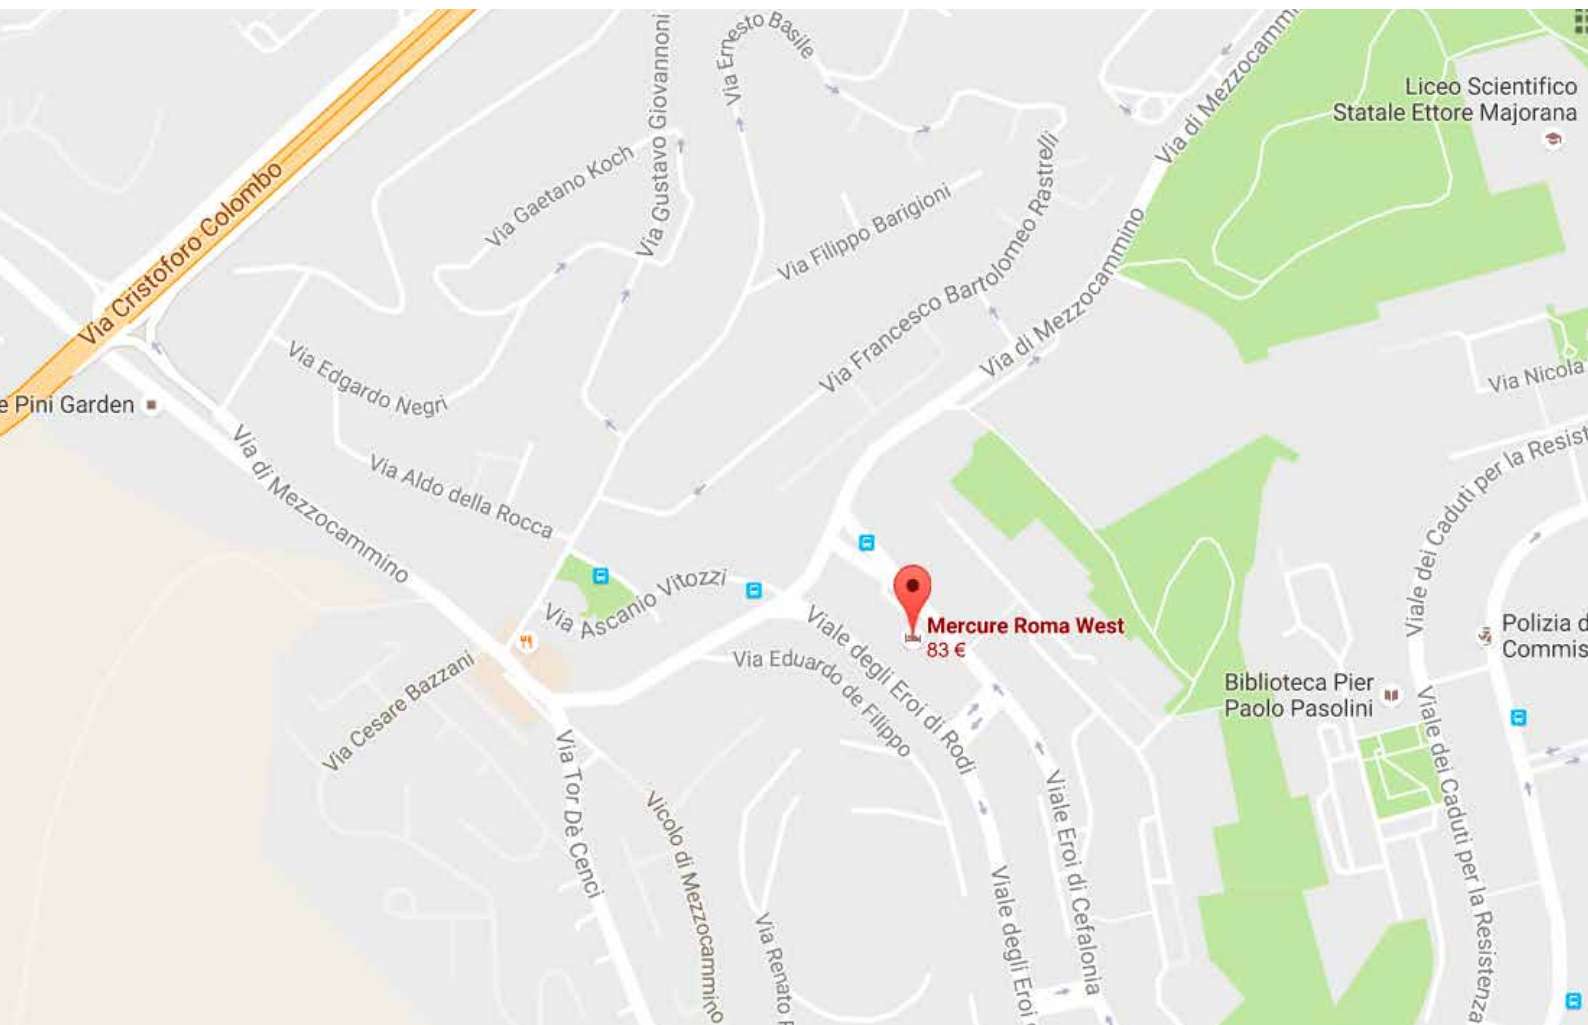 Via Ernesto Basile
Via Gustavo Giovannoni
Via di Mezzocamm
Liceo Scientifico
Statale Ettore Majorana
Via Gaetano Koch
Via Cristoforo Colombo
Via Filippo Barigioni
Via Francesco Bartolomeo Rastrelli
Via di Mezzocammino
Via Edgardo Negri
Via Nicola
e Pini Garden
Via di Mezzocammino
Via Aldo della Rocca
Viale dei Caduti per la Resist
Via Ascanio Vitozzi
Mercure Roma West
83 €
Polizia d
Commis
Via Eduardo de Filippo
Viale degli Eroi di Rodi
Biblioteca Pier
Paolo Pasolini
Via Cesare Bazzani
Via Tor Dè Cenci
Vicolo di Mezzocammino
Viale Eroi di Cefalonia
Viale dei Caduti per la Resistenza
Viale degli Eroi
Via Renato